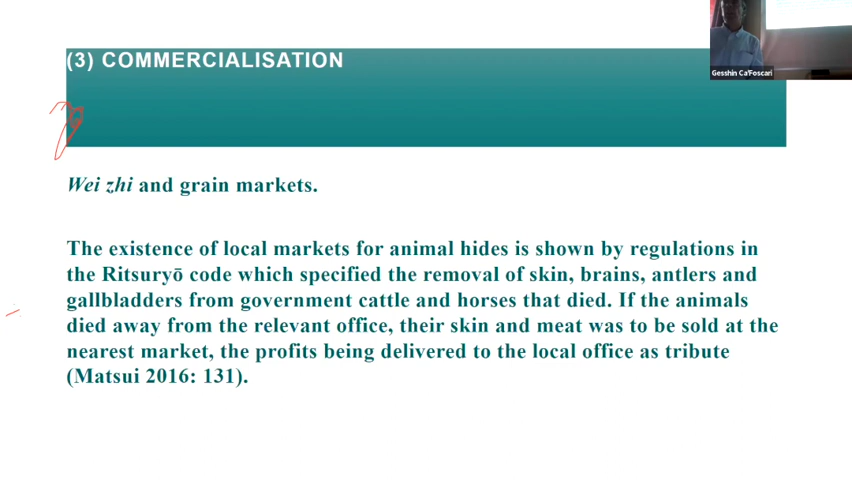 (3) COMMERCIALISATION
Gesshin Ca'Foscari
Wei zhi and grain markets.
The existence of local markets for animal hides is shown by regulations in
the Ritsuryō code which specified the removal of skin, brains, antlers and
gallbladders from government cattle and horses that died. If the animals
died away from the relevant office, their skin and meat was to be sold at the
nearest market, the profits being delivered to the local office as tribute
(Matsui 2016: 131).